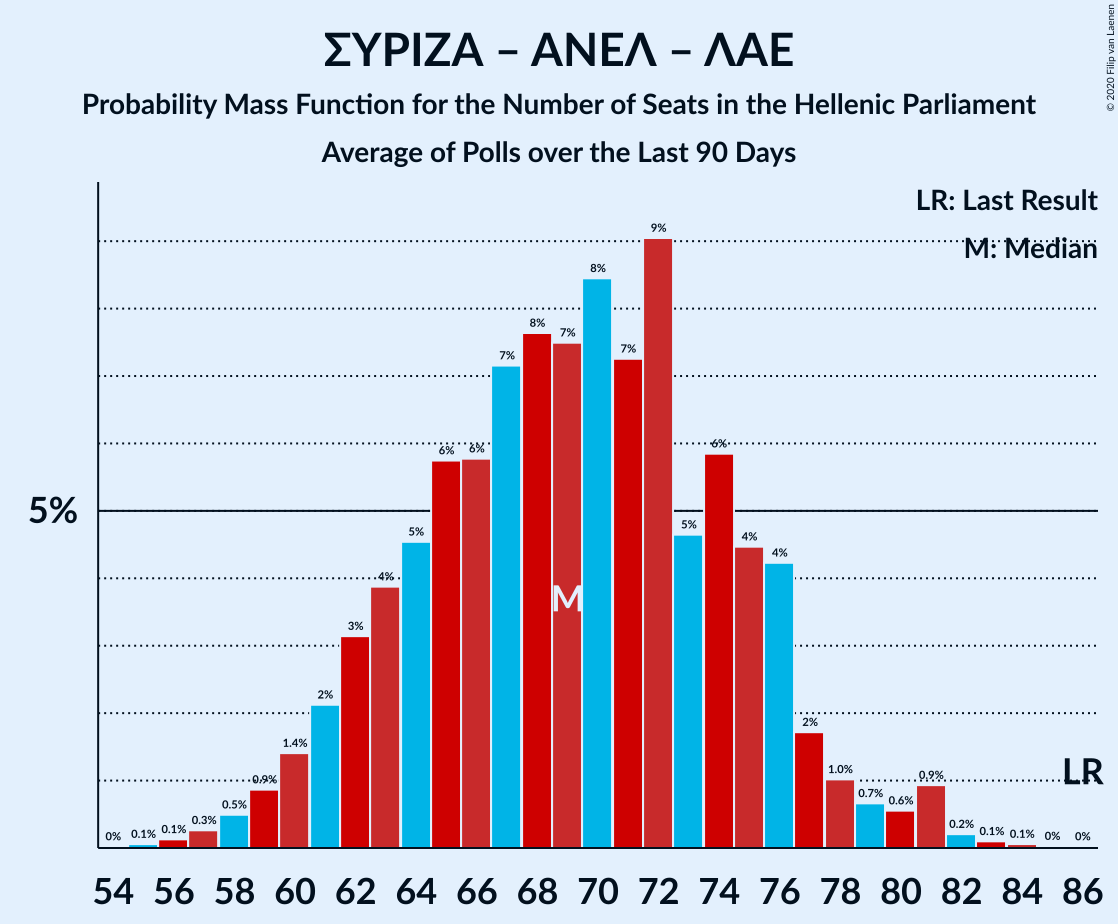 ΣΥΡΙΖΑ – ΑΝΕΛ – ΛΑΕ
Probability Mass Function for the Number of Seats in the Hellenic Parliament
Average of Polls over the Last 90 Days
© 2020 Filip van Laenen
LR: Last Result
M: Median
5%
0% 0.1% 0.1% 0.3% 0.5% 0.9% 1.4% 2% 3% 4% 5% 6% 6% 7% 8% 7% 8% 7% 9% 5% 6% 4% 4% 2% 1.0% 0.7% 0.6% 0.9% 0.2% 0.1% 0.1% 0% 0%
M
LR
54 56 58 60 62 64 66 68 70 72 74 76 78 80 82 84 86